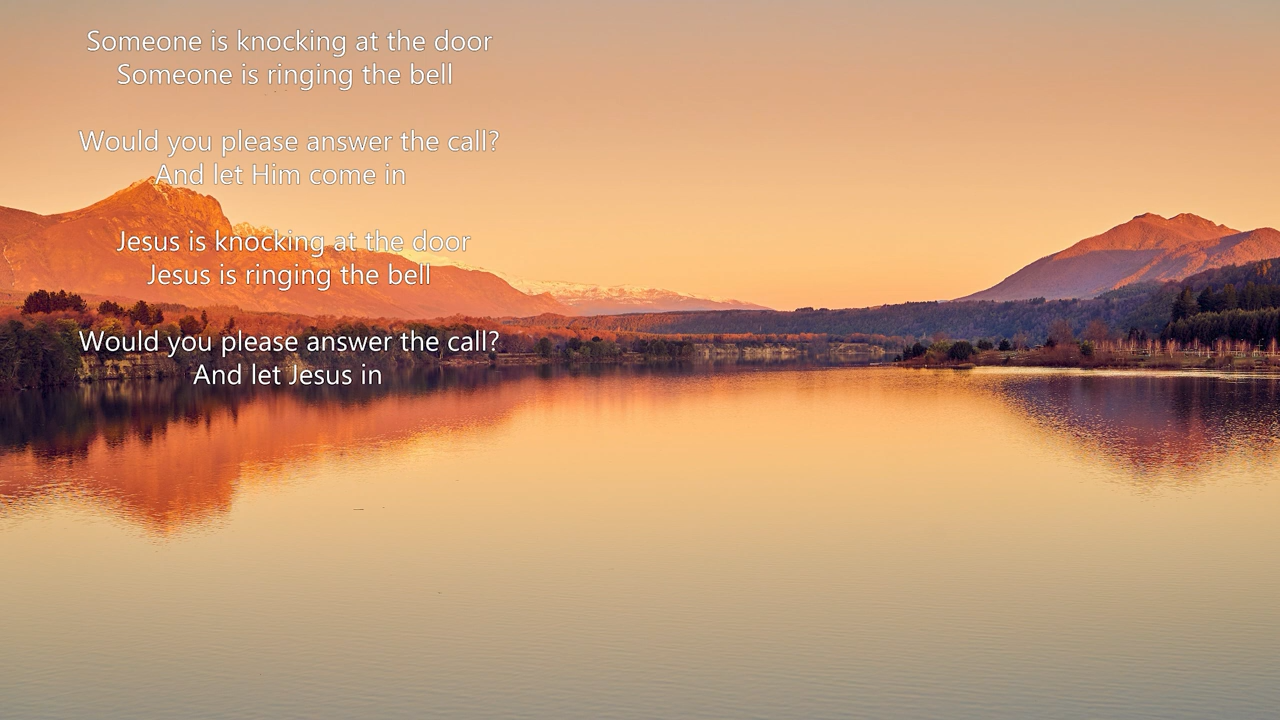 Someone is knocking at the door
Someone is ringing the bell
Would you please answer the call?
And let Him come in
Jesus is knocking at the door
Jesus is ringing the bell
Would you please answer the call?
And let Jesus in